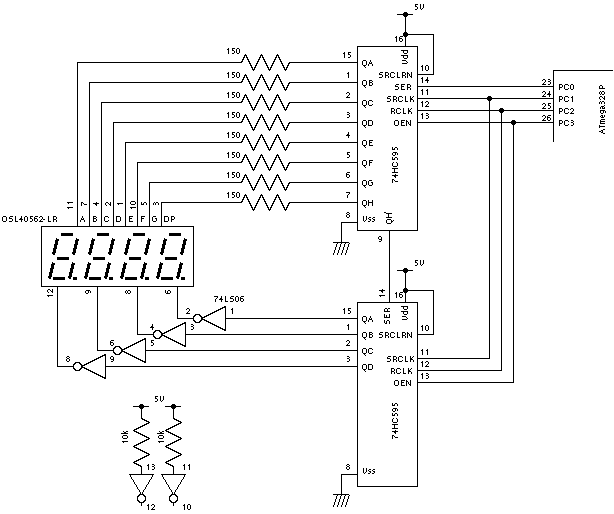 5V
16
Vdd
150 15 QA
SRCLRN 10
150 1 QB SER 14 23 PC0
SRCLK 11 24 PC1
150 2 QC RCLK 12 25 PC2
150 3 QD OEN 13 26 PC3
ATmega328P
150 4 QE
74HC595
150 5 QF
150 6 QG
150 7 QH
11 7 4 2 1 10 5 3
8 Vss QH
OSL40562-LR A B C D E F G DP
9
5V
12 9 8 6
14 16
SER Vdd
74LS06
2 1 15 QA
4 3 1 QB SRCLRN 10
6 5 2 QC
SRCLK 11
8 9 3 QD RCLK 12
OEN 13
74HC595
5V
10k 10k
13 11
8 Vss
12 10